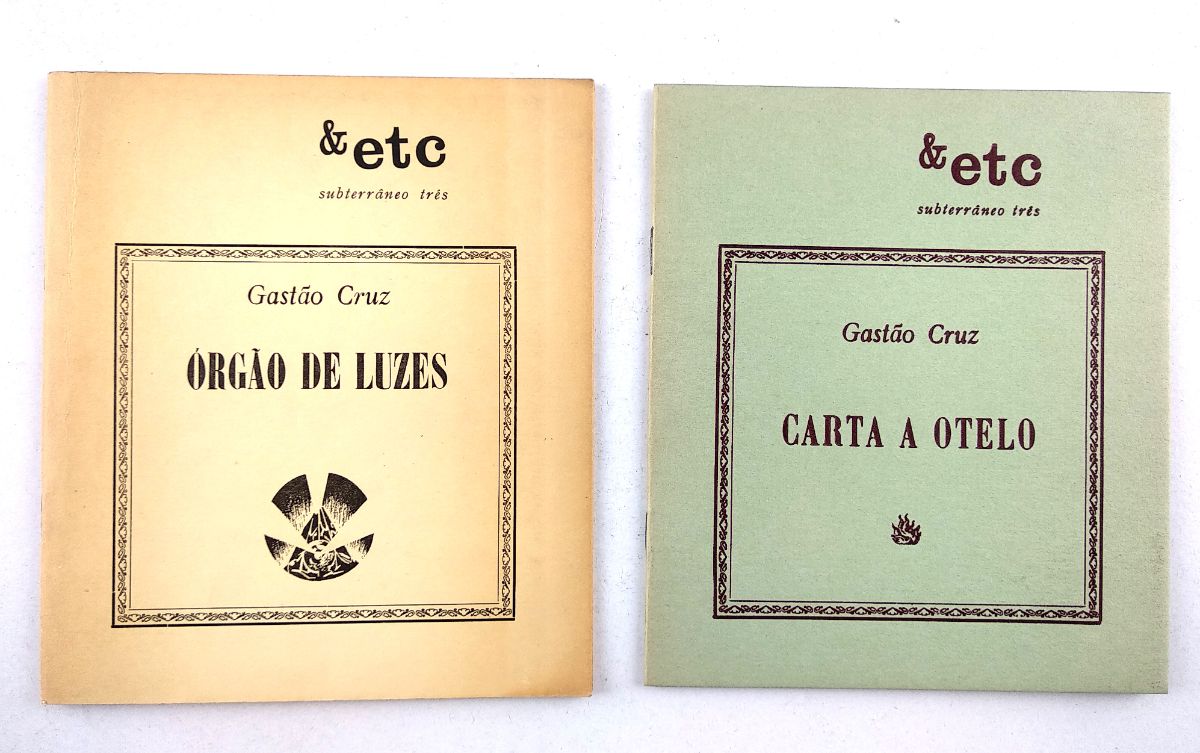 &etc
subterrâneo três
Gastão Cruz
ÓRGÃO DE LUZES
&etc
subterrâneo três
Gastão Cruz
CARTA A OTELO